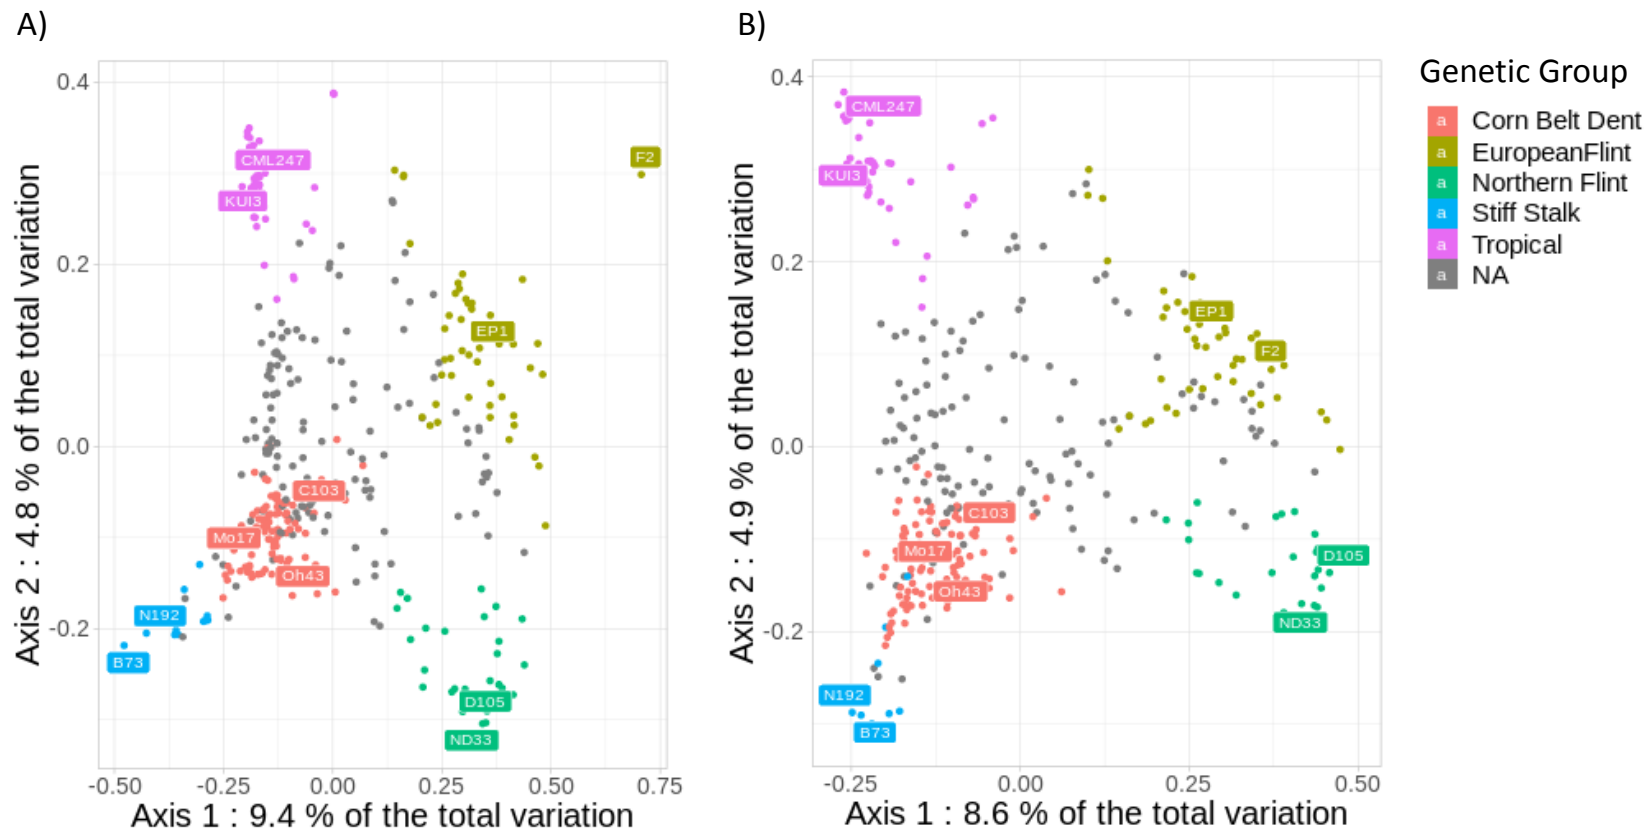 A)
0.4
0.2
0.0
-0.2
-0.50
-0.25
0.00
0.25
0.50
0.75
Axis 1 : 9.4 % of the total variation
Axis 2 : 4.8 % of the total variation
CML247
KUI3
F2
EP1
C103
Mo17
Oh43
N192
B73
D105
ND33
B)
0.4
0.2
0.0
-0.2
-0.25
0.00
0.25
0.50
Axis 1 : 8.6 % of the total variation
Axis 2 : 4.9 % of the total variation
CML247
KUI3
EP1
F2
C103
Mo17
Oh43
D105
ND33
N192
B73
Genetic Group
a Corn Belt Dent
a EuropeanFlint
a Northern Flint
a Stiff Stalk
a Tropical
a NA